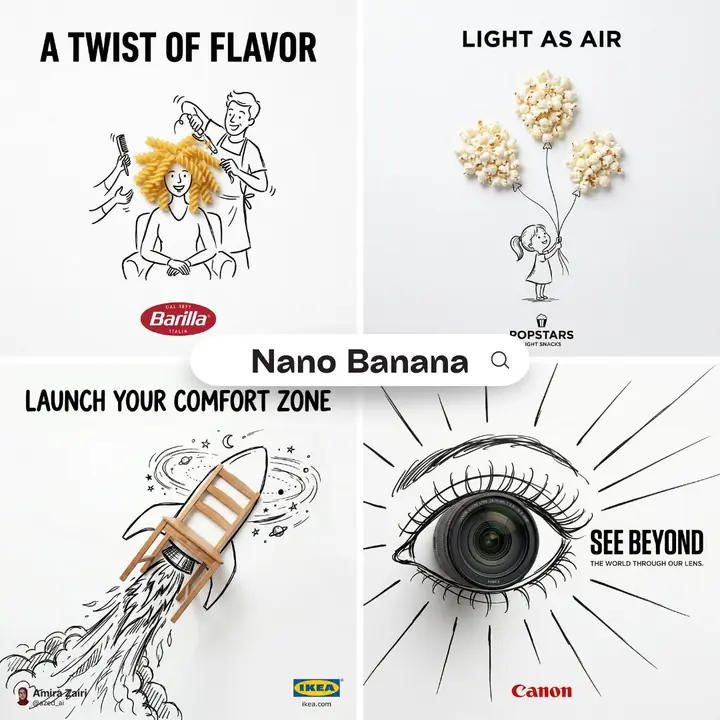 A TWIST OF FLAVOR
DAL 1877
Barilla
ITALIA
LIGHT AS AIR
POPSTARS
LIGHT SNACKS
Nano Banana
LAUNCH YOUR COMFORT ZONE
Amira Zairi
@azed_ai
IKEA
ikea.com
SEE BEYOND
THE WORLD THROUGH OUR LENS.
Canon